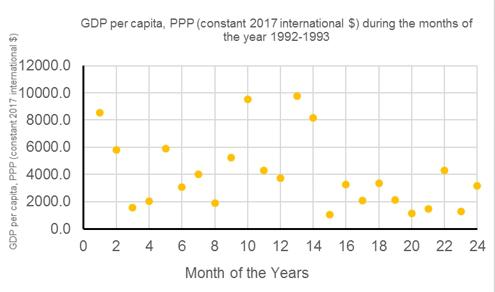 GDP per capita, PPP (constant 2017 international $) during the months of
the year 1992-1993
GDP per capita, PPP (constant 2017 international $)
12000.0
10000.0
8000.0
6000.0
4000.0
2000.0
0.0
0 2 4 6 8 10 12 14 16 18 20 22 24
Month of the Years